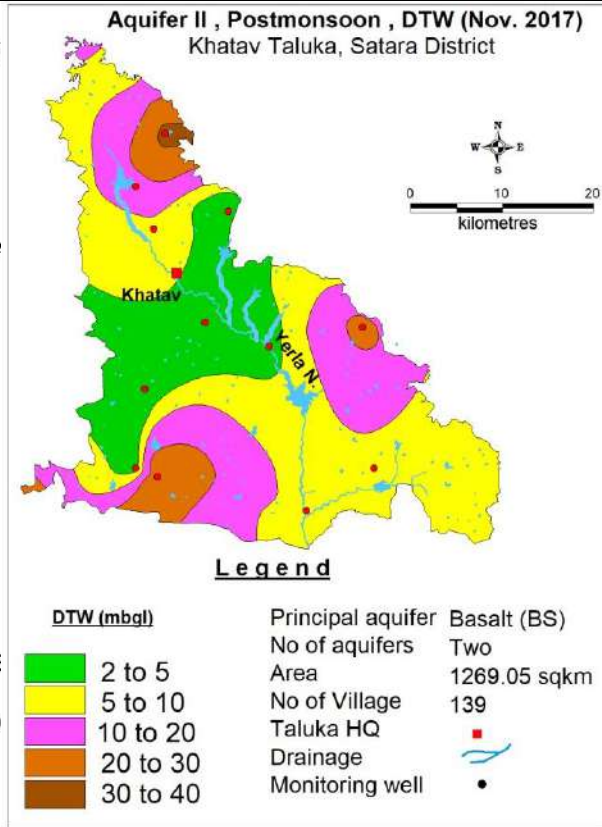 Aquifer II , Postmonsoon , DTW (Nov. 2017)
Khatav Taluka, Satara District
N
W E
S
0 10 20
kilometres
Khatav
Yerla N.
Legend
DTW (mbgl)
2 to 5
5 to 10
10 to 20
20 to 30
30 to 40
Principal aquifer Basalt (BS)
No of aquifers Two
Area 1269.05 sqkm
No of Village 139
Taluka HQ
Drainage
Monitoring well